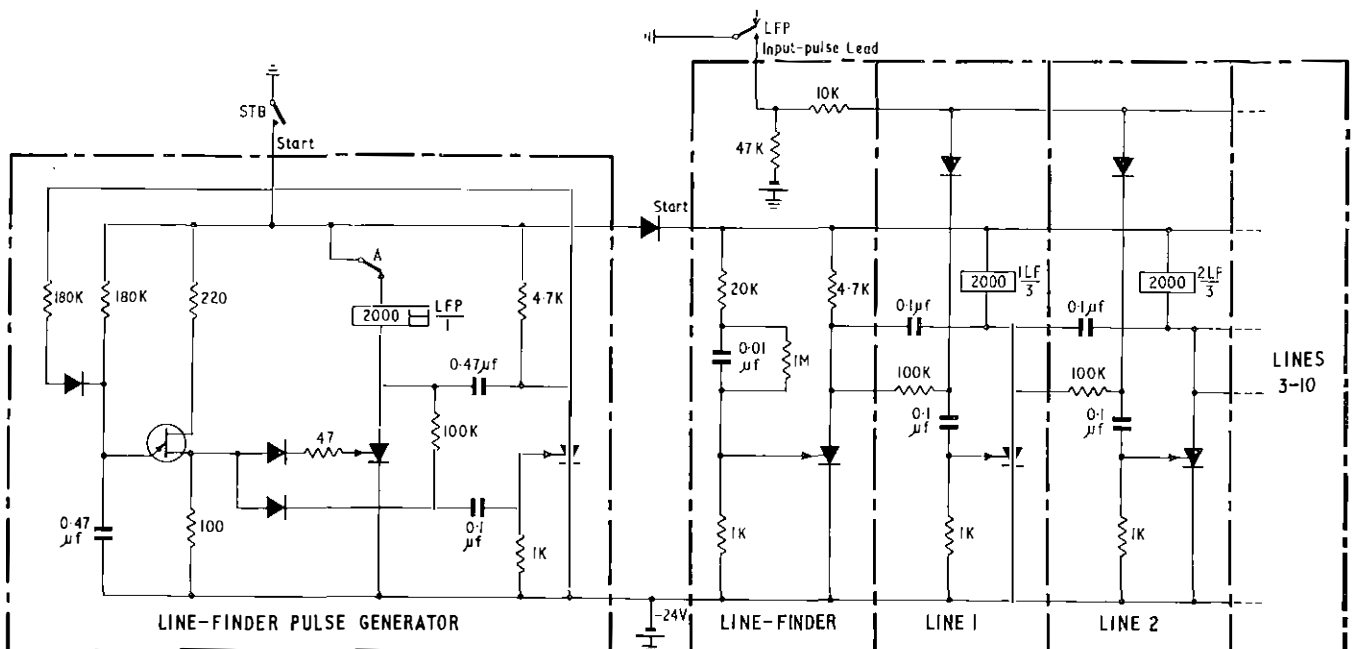 LFP
Input-pulse Lead
STB
Start
10K
47K
Start
A
180K
180K
220
2000
LFP
1
4·7K
20K
4·7K
2000
1LF
3
2000
2LF
3
0·1µf
0·1µf
0·01
µf
1M
0·47µf
100K
100K
100K
LINES
3-10
0·1
µf
0·1
µf
47
0·47
µf
100
0·1
µf
1K
1K
1K
1K
-24V
LINE-FINDER PULSE GENERATOR
LINE-FINDER
LINE 1
LINE 2